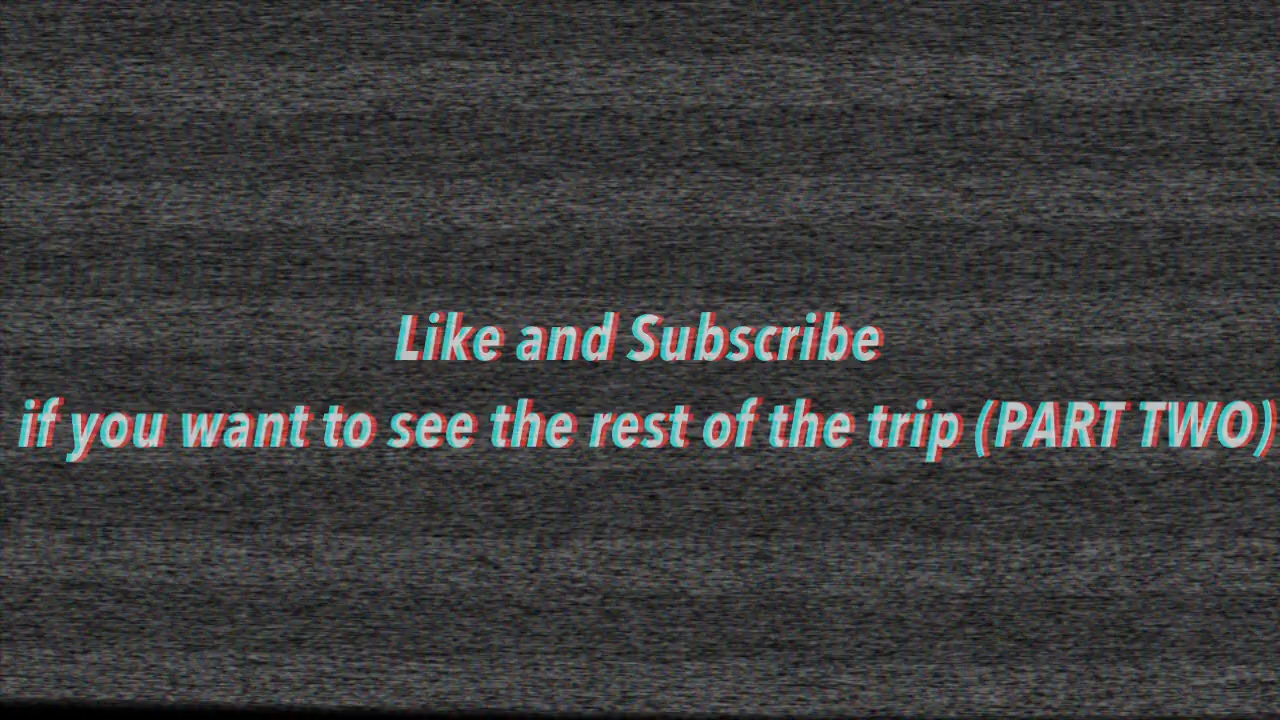 Like and Subscribe
if you want to see the rest of the trip (PART TWO)